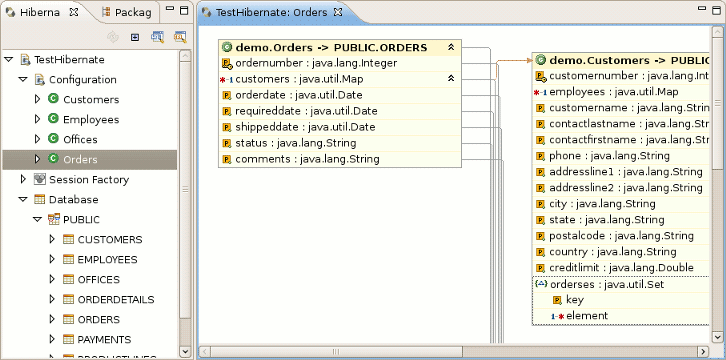 Hiberna
Packag
TestHibernate
Configuration
Customers
Employees
Offices
Orders
Session Factory
Database
PUBLIC
CUSTOMERS
EMPLOYEES
OFFICES
ORDERDETAILS
ORDERS
PAYMENTS
TestHibernate: Orders
demo.Orders -> PUBLIC.ORDERS
ordernumber : java.lang.Integer
customers : java.util.Map
orderdate : java.util.Date
requireddate : java.util.Date
shippeddate : java.util.Date
status : java.lang.String
comments : java.lang.String
demo.Customers -> PUBLIC
customernumber : java.lang.Int
employees : java.util.Map
customername : java.lang.Strin
contactlastname : java.lang.Str
contactfirstname : java.lang.Str
phone : java.lang.String
addressline1 : java.lang.String
addressline2 : java.lang.String
city : java.lang.String
state : java.lang.String
postalcode : java.lang.String
country : java.lang.String
creditlimit : java.lang.Double
orderses : java.util.Set
key
1-* element